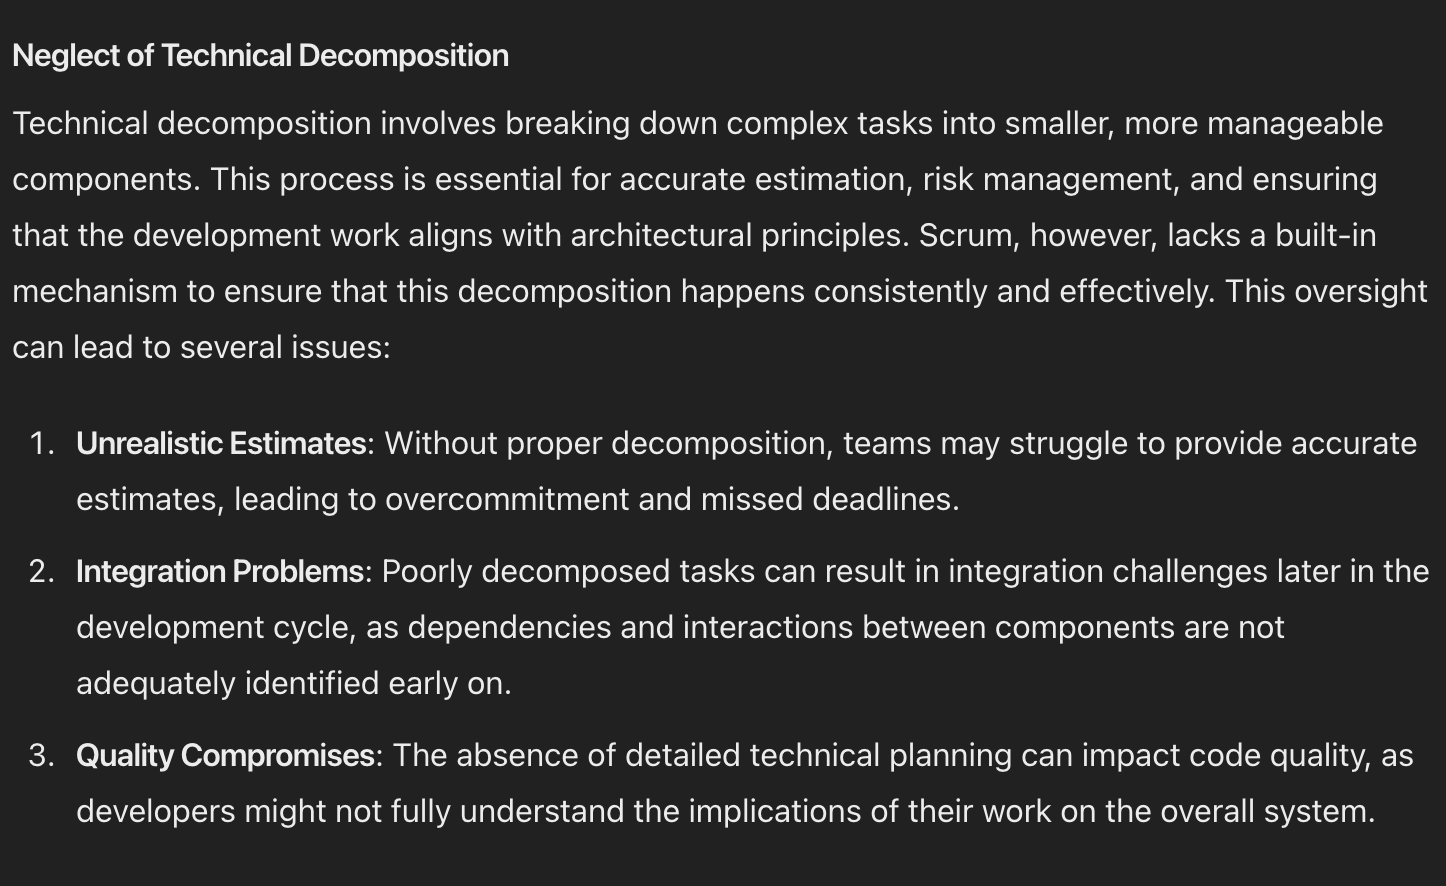 Neglect of Technical Decomposition
Technical decomposition involves breaking down complex tasks into smaller, more manageable
components. This process is essential for accurate estimation, risk management, and ensuring
that the development work aligns with architectural principles. Scrum, however, lacks a built-in
mechanism to ensure that this decomposition happens consistently and effectively. This oversight
can lead to several issues:
1. Unrealistic Estimates: Without proper decomposition, teams may struggle to provide accurate
estimates, leading to overcommitment and missed deadlines.
2. Integration Problems: Poorly decomposed tasks can result in integration challenges later in the
development cycle, as dependencies and interactions between components are not
adequately identified early on.
3. Quality Compromises: The absence of detailed technical planning can impact code quality, as
developers might not fully understand the implications of their work on the overall system.